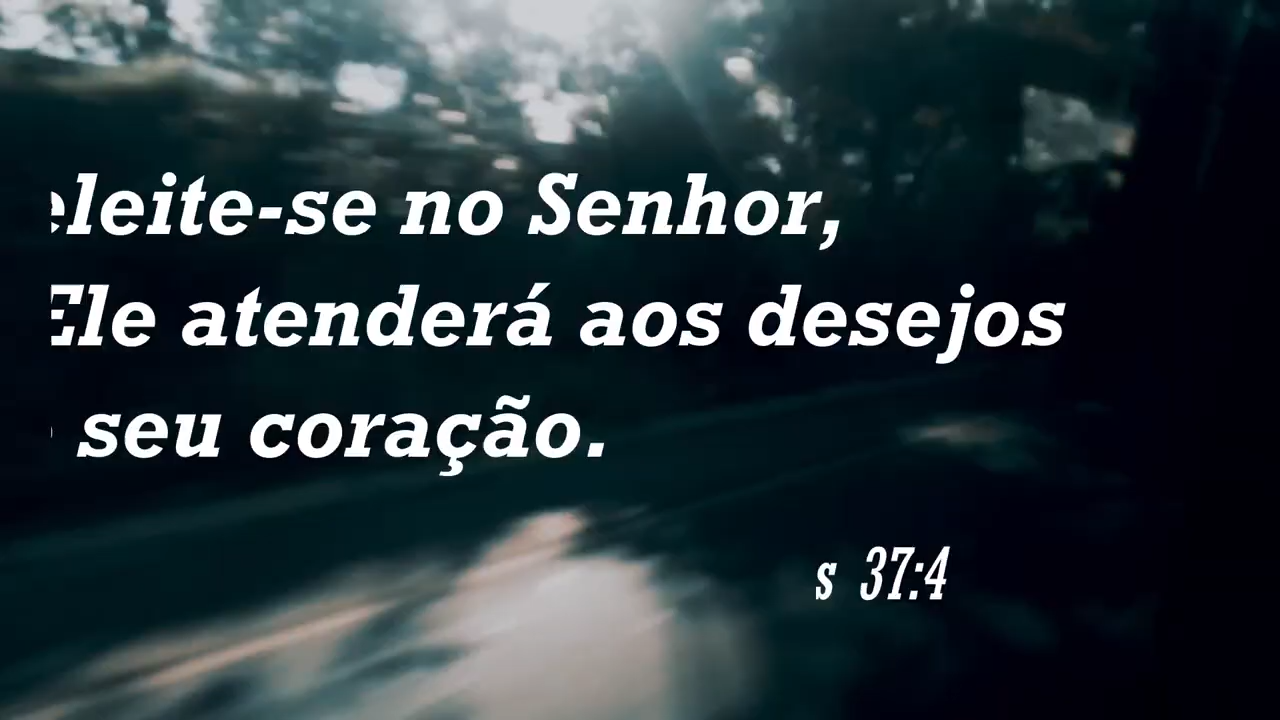 eleite-se no Senhor,
Ele atenderá aos desejos
seu coração.
s 37:4